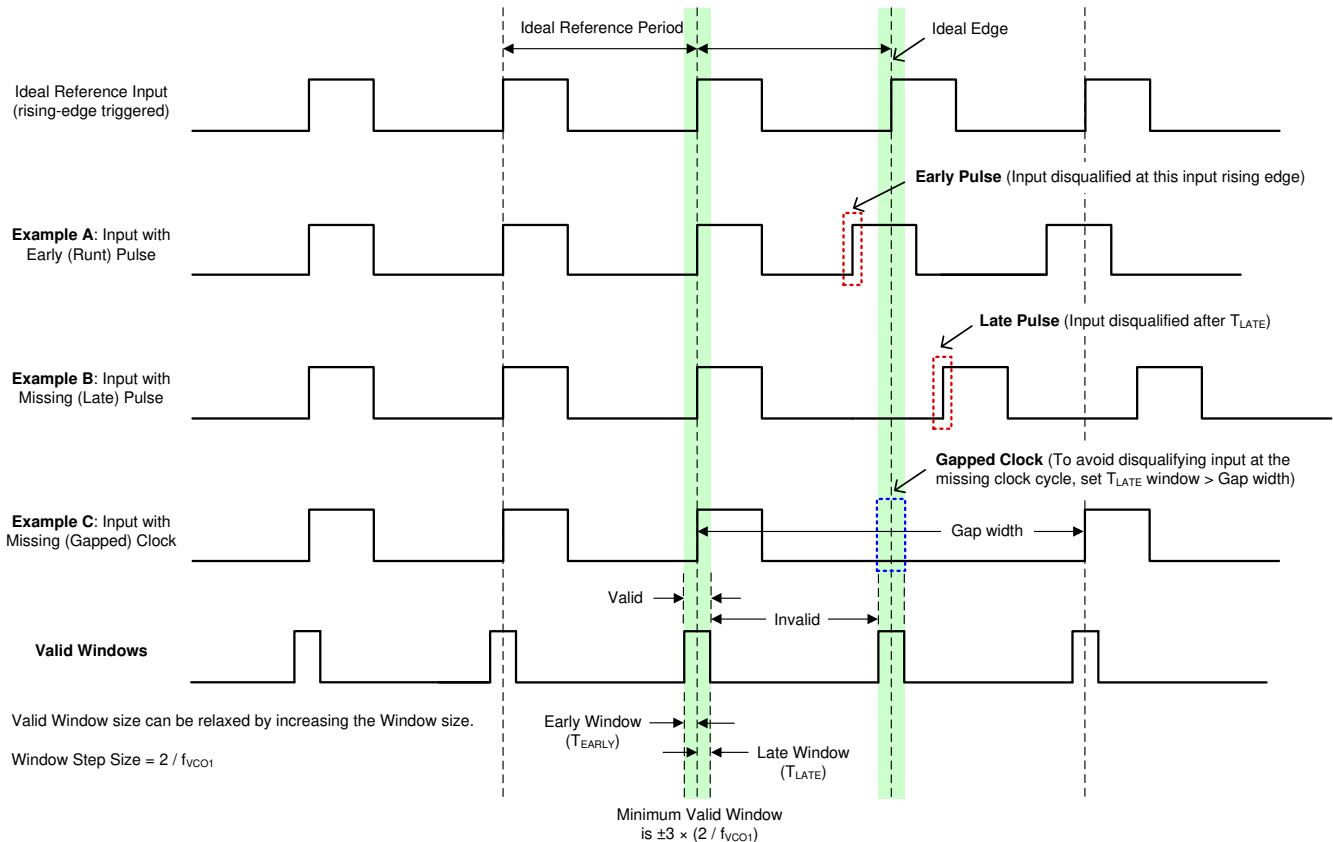 Ideal Reference Period
Ideal Edge
Ideal Reference Input
(rising-edge triggered)
Early Pulse (Input disqualified at this input rising edge)
Example A: Input with
Early (Runt) Pulse
Late Pulse (Input disqualified after TLATE)
Example B: Input with
Missing (Late) Pulse
Gapped Clock (To avoid disqualifying input at the
missing clock cycle, set TLATE window > Gap width)
Example C: Input with
Missing (Gapped) Clock
Gap width
Valid
Invalid
Valid Windows
Valid Window size can be relaxed by increasing the Window size.
Early Window
(TEARLY)
Window Step Size = 2 / fVCO1
Late Window
(TLATE)
Minimum Valid Window
is ±3 × (2 / fVCO1)